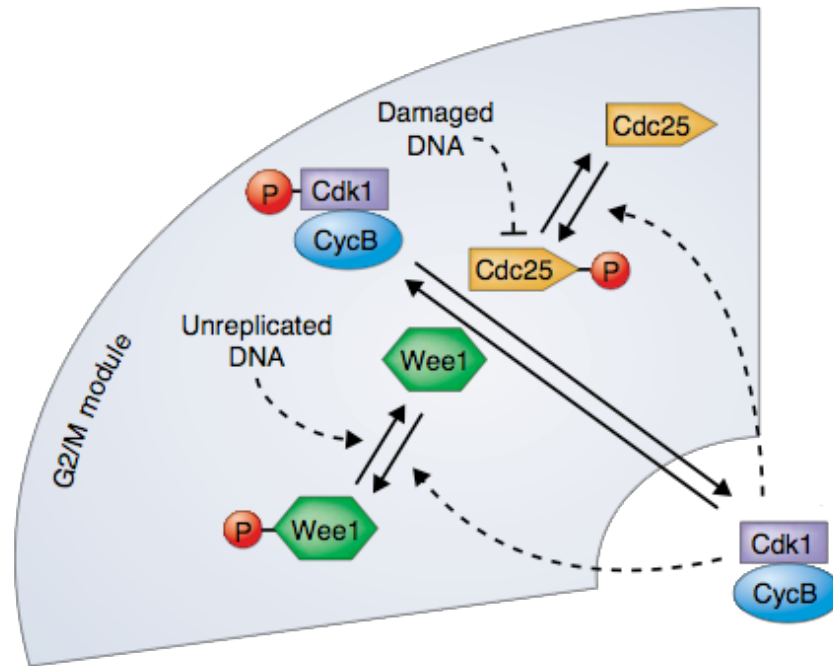 Damaged
DNA
Cdc25
P
Cdk1
CycB
Cdc25
P
Unreplicated
DNA
Wee1
G2/M module
P
Wee1
Cdk1
CycB